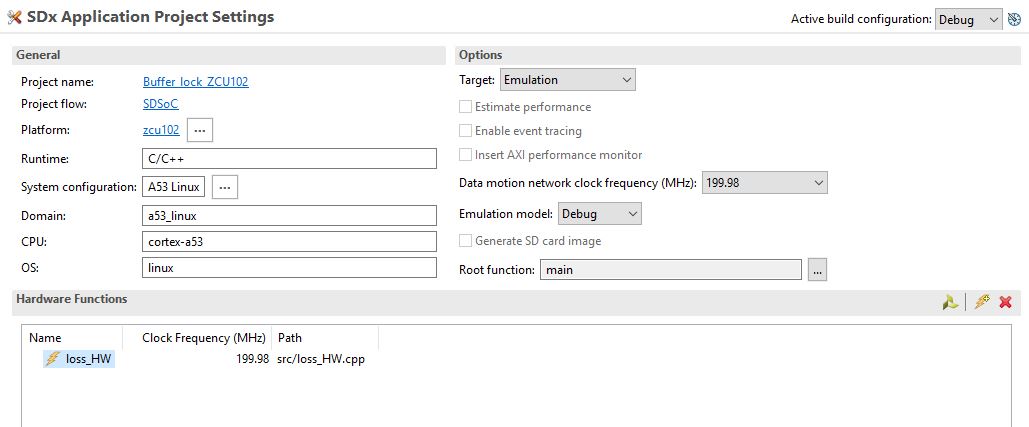 SDx Application Project Settings
Active build configuration: Debug
General
Project name: Buffer_lock_ZCU102
Project flow: SDSoC
Platform: zcu102 ...
Runtime: C/C++
System configuration: A53 Linux ...
Domain: a53_linux
CPU: cortex-a53
OS: linux
Options
Target: Emulation
Estimate performance
Enable event tracing
Insert AXI performance monitor
Data motion network clock frequency (MHz): 199.98
Emulation model: Debug
Generate SD card image
Root function: main ...
Hardware Functions
Name Clock Frequency (MHz) Path
loss_HW 199.98 src/loss_HW.cpp